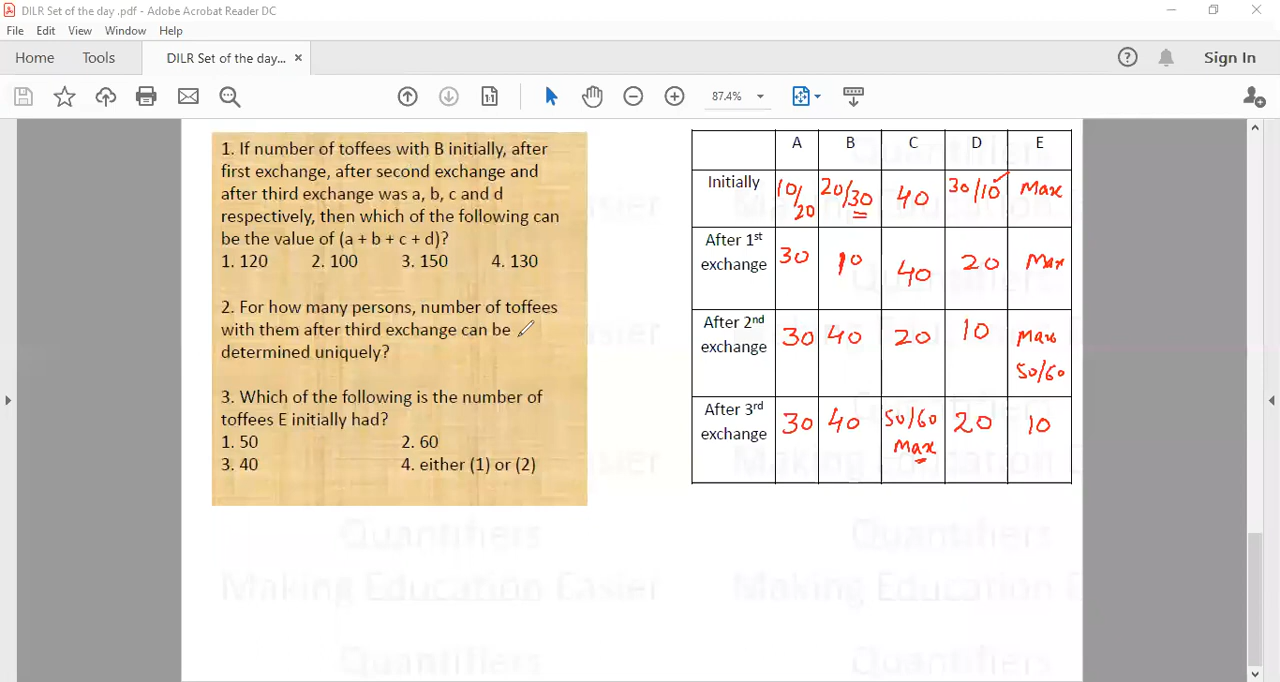 DILR Set of the day .pdf - Adobe Acrobat Reader DC
File Edit View Window Help
Home Tools DILR Set of the day... × Sign In
87.4%
1. If number of toffees with B initially, after
first exchange, after second exchange and
after third exchange was a, b, c and d
respectively, then which of the following can
be the value of (a + b + c + d)?
1. 120 2. 100 3. 150 4. 130
2. For how many persons, number of toffees
with them after third exchange can be
determined uniquely?
3. Which of the following is the number of
toffees E initially had?
1. 50 2. 60
3. 40 4. either (1) or (2)
A B C D E
Initially 10/20 20/30 40 30/10 Max
After 1st
exchange 30 10 40 20 Max
After 2nd
exchange 30 40 20 10 Max
50/60
After 3rd
exchange 30 40 50/60 20 10
Max
Quantifiers Quantifiers
Making Education Easier Making Education Ea
Quantifiers Quantifiers